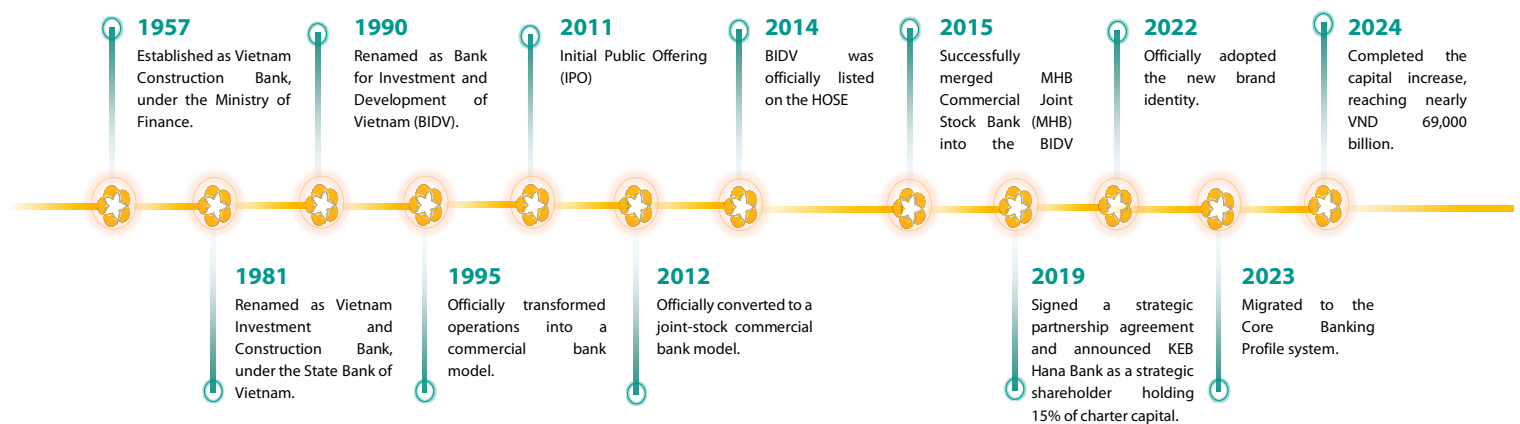 1957
Established as Vietnam
Construction Bank,
under the Ministry of
Finance.
1981
Renamed as Vietnam
Investment and
Construction Bank,
under the State Bank of
Vietnam.
1990
Renamed as Bank
for Investment and
Development of
Vietnam (BIDV).
1995
Officially transformed
operations into a
commercial bank
model.
2011
Initial Public Offering
(IPO)
2012
Officially converted to a
joint-stock commercial
bank model.
2014
BIDV was
officially listed
on the HOSE
2015
Successfully
merged MHB
Commercial Joint
Stock Bank (MHB)
into the BIDV
2019
Signed a strategic
partnership agreement
and announced KEB
Hana Bank as a strategic
shareholder holding
15% of charter capital.
2022
Officially adopted
the new brand
identity.
2023
Migrated to the
Core Banking
Profile system.
2024
Completed the
capital increase,
reaching nearly
VND 69,000
billion.